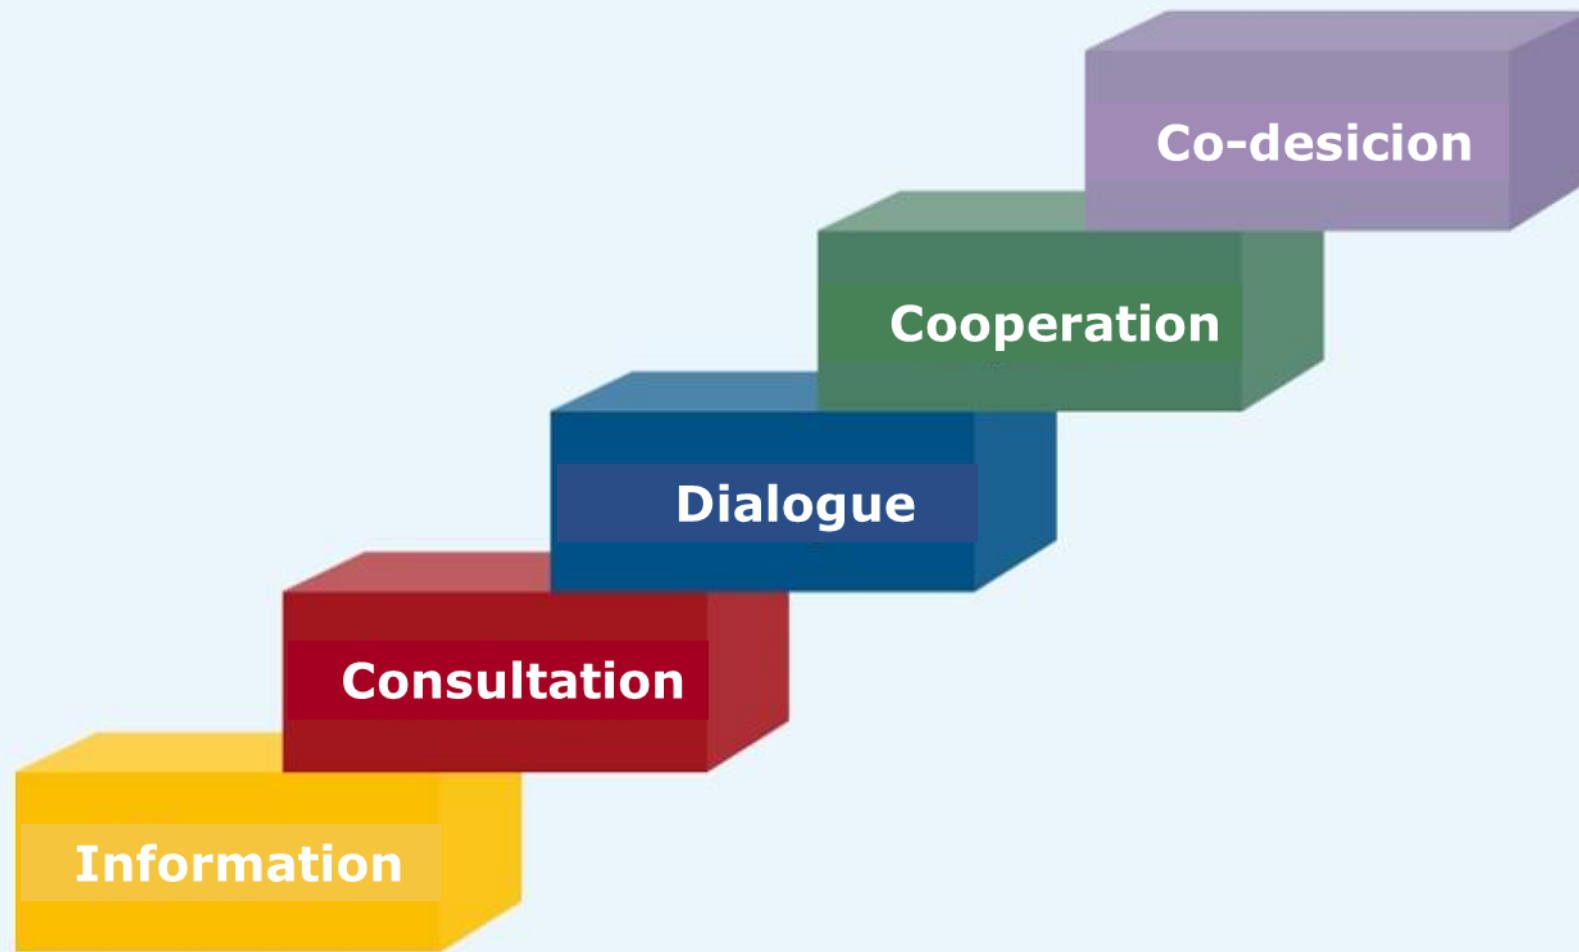 Co-desicion
Cooperation
Dialogue
Consultation
Information